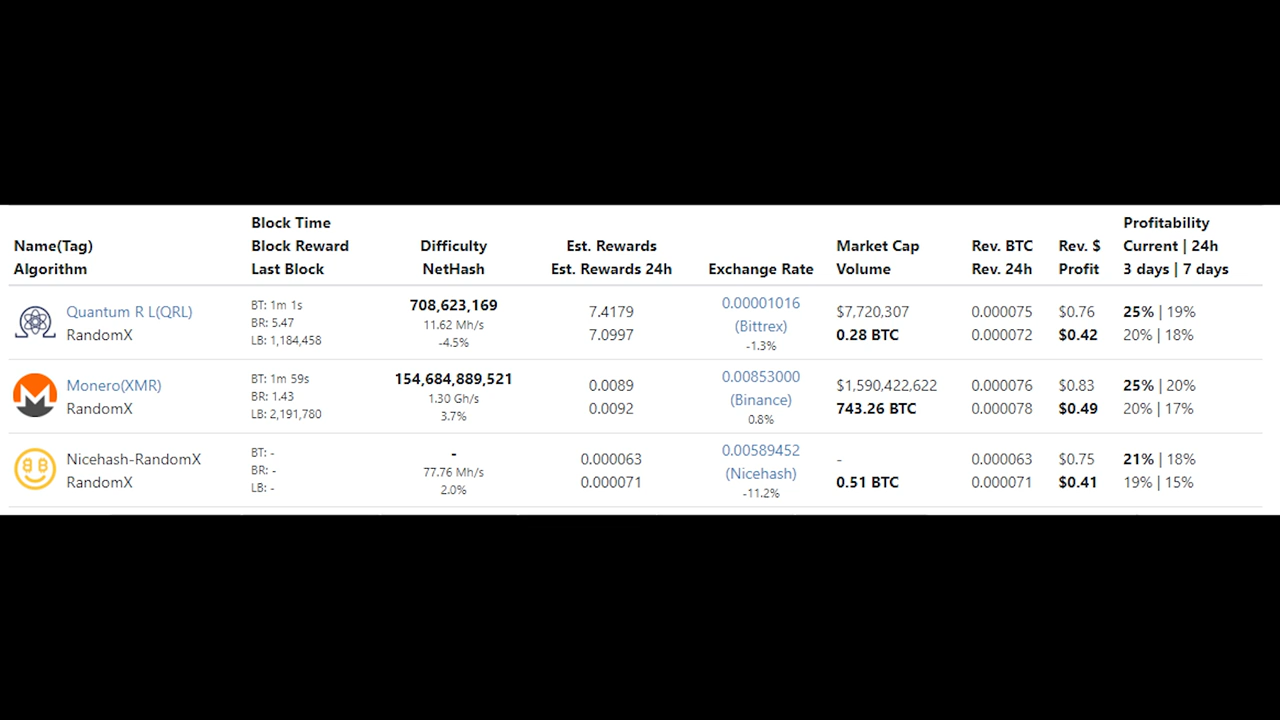 Name(Tag)
Algorithm
Block Time
Block Reward
Last Block
Difficulty
NetHash
Est. Rewards
Est. Rewards 24h
Exchange Rate
Market Cap
Volume
Rev. BTC
Rev. 24h
Rev. $
Profit
Profitability
Current | 24h
3 days | 7 days
Quantum R L(QRL)
RandomX
BT: 1m 1s
BR: 5.47
LB: 1,184,458
708,623,169
11.62 Mh/s
-4.5%
7.4179
7.0997
0.00001016
(Bittrex)
-1.3%
$7,720,307
0.28 BTC
0.000075
0.000072
$0.76
$0.42
25% | 19%
20% | 18%
Monero(XMR)
RandomX
BT: 1m 59s
BR: 1.43
LB: 2,191,780
154,684,889,521
1.30 Gh/s
3.7%
0.0089
0.0092
0.00853000
(Binance)
0.8%
$1,590,422,622
743.26 BTC
0.000076
0.000078
$0.83
$0.49
25% | 20%
20% | 17%
Nicehash-RandomX
RandomX
BT: -
BR: -
LB: -
-
77.76 Mh/s
2.0%
0.000063
0.000071
0.00589452
(Nicehash)
-11.2%
-
0.51 BTC
0.000063
0.000071
$0.75
$0.41
21% | 18%
19% | 15%